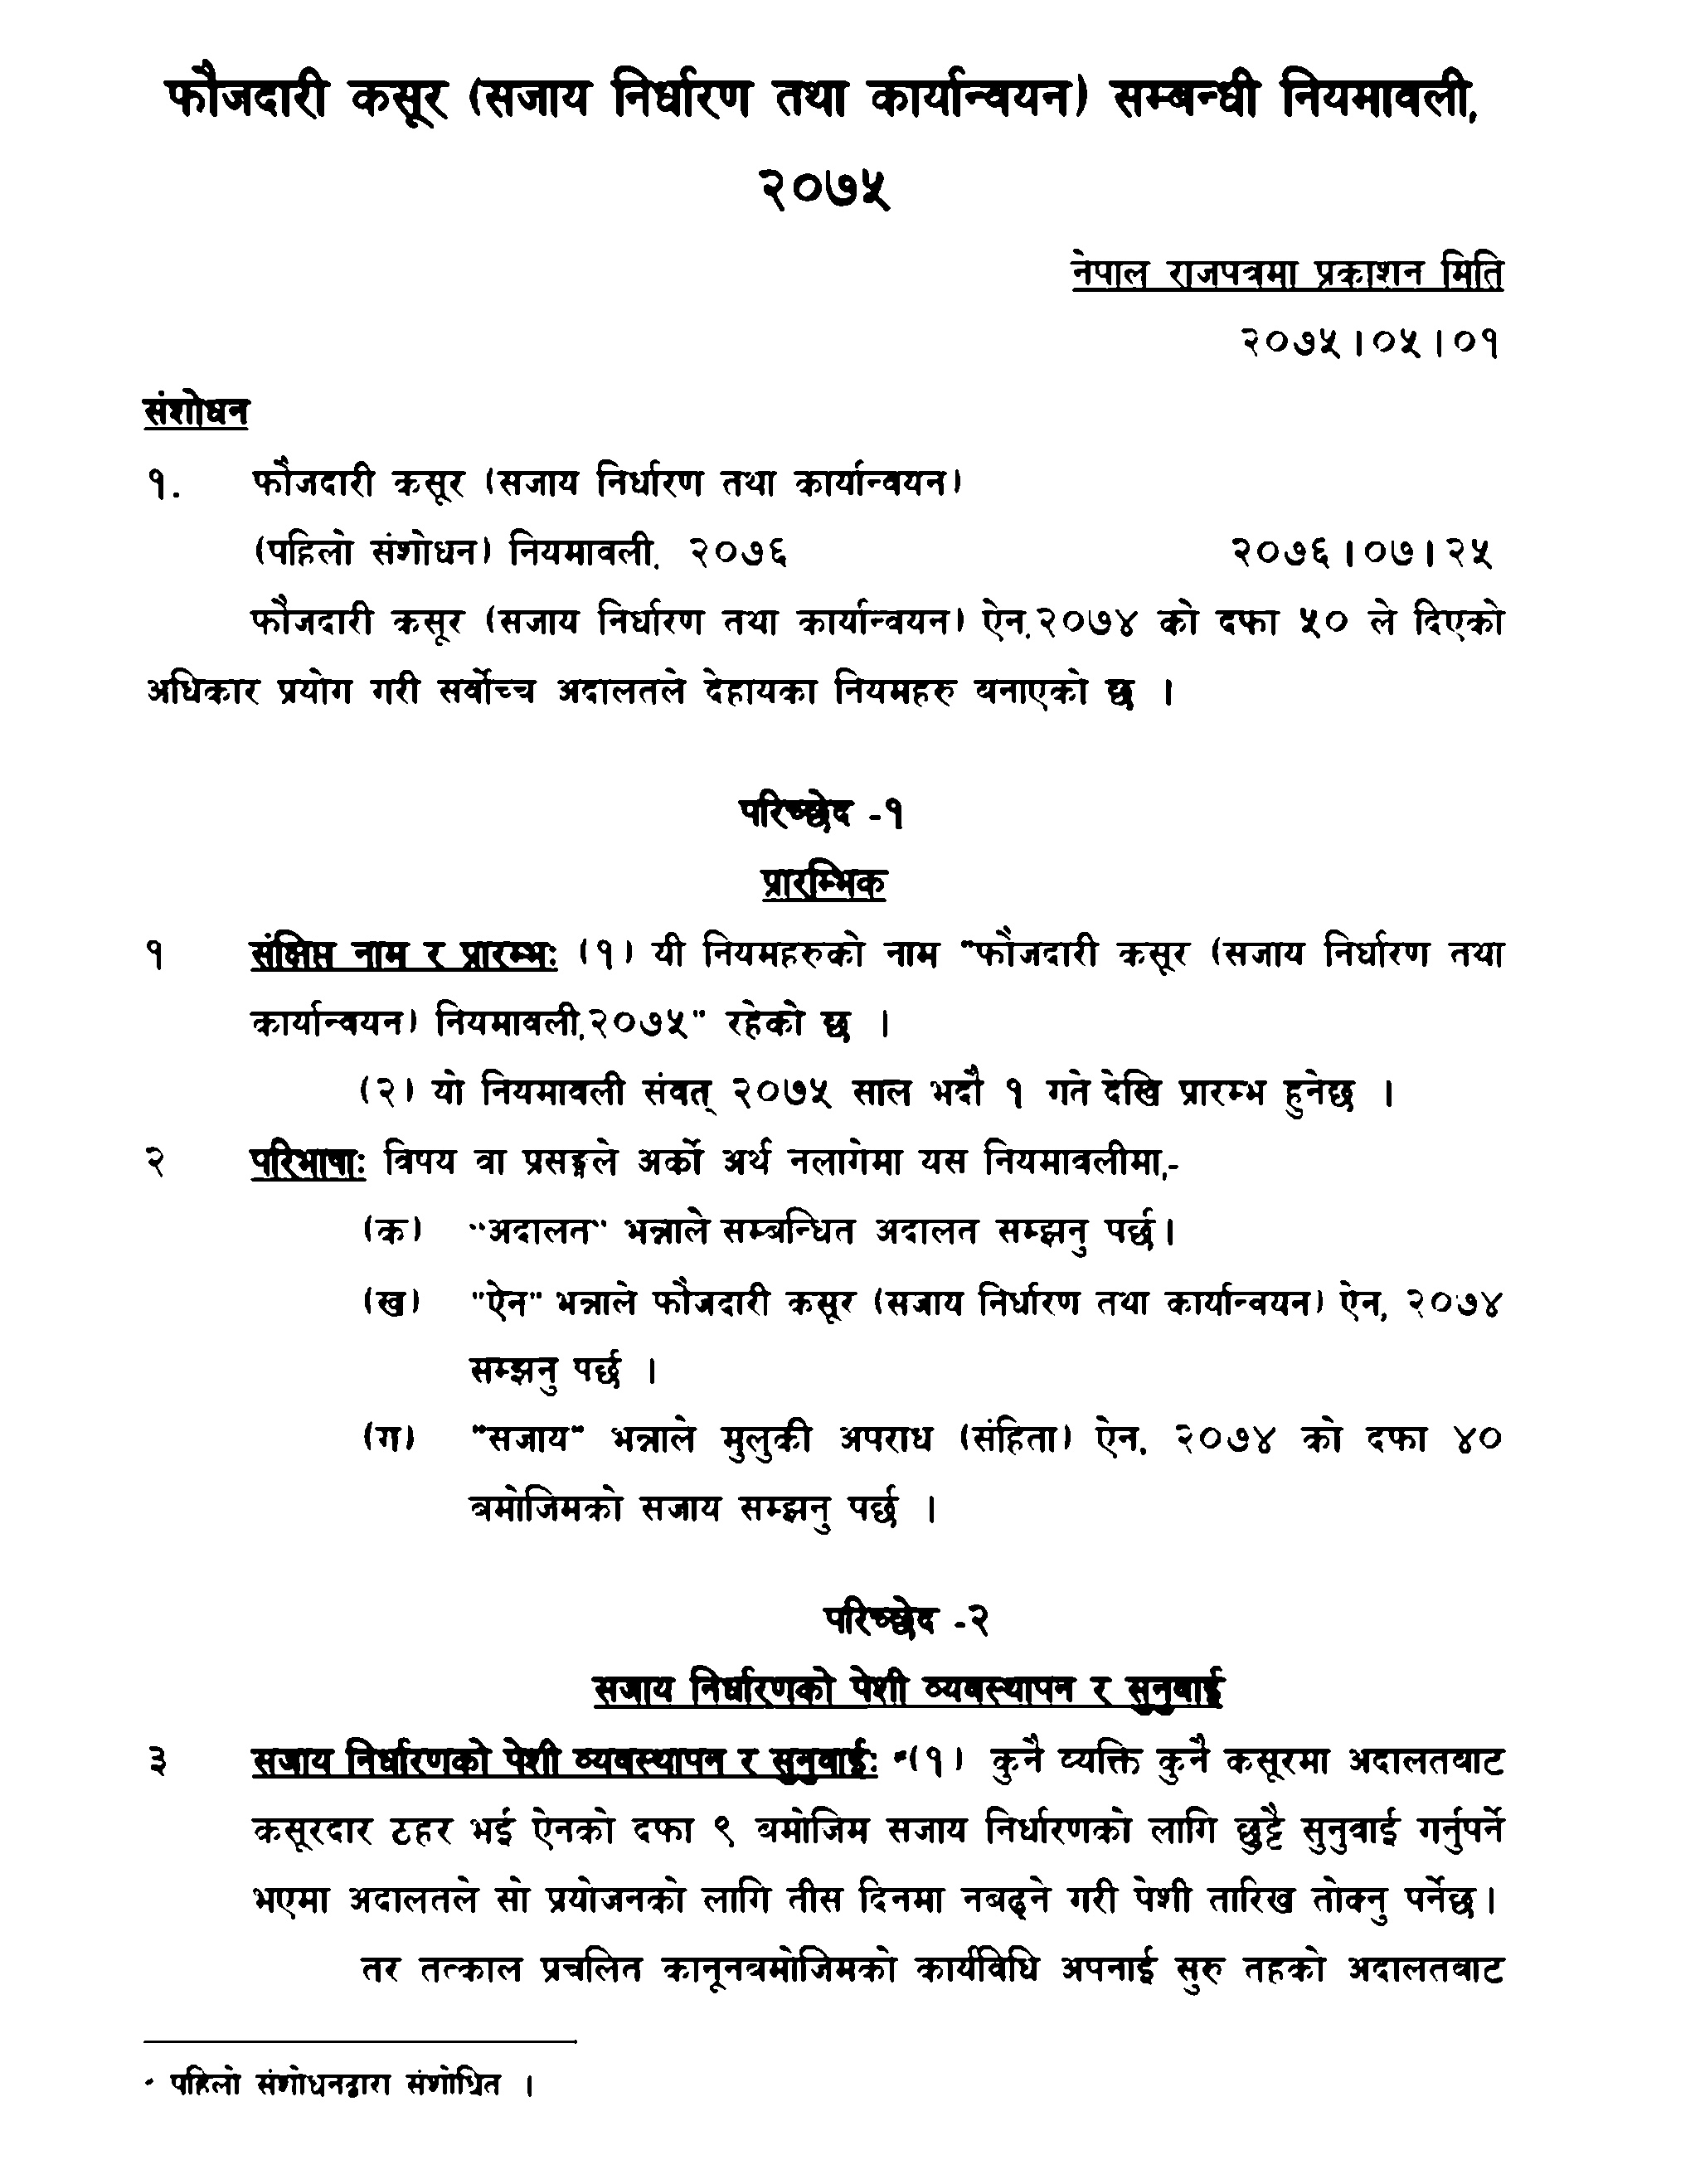 फौजदारी कसूर (सजाय निर्धारण तथा कार्यान्वयन) सम्बन्धी नियमावली,
२०७५
नेपाल राजपत्रमा प्रकाशन मिति
२०७५।०५।०१
संशोधन
१. फौजदारी कसूर (सजाय निर्धारण तथा कार्यान्वयन)
(पहिलो संशोधन) नियमावली, २०७६ २०७६।०७।२५
फौजदारी कसूर (सजाय निर्धारण तथा कार्यान्वयन) ऐन,२०७४ को दफा ५० ले दिएको
अधिकार प्रयोग गरी सर्वोच्च अदालतले देहायका नियमहरु बनाएको छ ।
परिच्छेद -१
प्रारम्भिक
१ संक्षिप्त नाम र प्रारम्भः (१) यी नियमहरुको नाम "फौजदारी कसूर (सजाय निर्धारण तथा
कार्यान्वयन) नियमावली,२०७५" रहेको छ ।
(२) यो नियमावली संवत् २०७५ साल भदौ १ गते देखि प्रारम्भ हुनेछ ।
२ परिभाषाः विषय वा प्रसङ्गले अर्को अर्थ नलागेमा यस नियमावलीमा,-
(क) "अदालत" भन्नाले सम्बन्धित अदालत सम्झनु पर्छ।
(ख) "ऐन" भन्नाले फौजदारी कसूर (सजाय निर्धारण तथा कार्यान्वयन) ऐन, २०७४
सम्झनु पर्छ ।
(ग) "सजाय" भन्नाले मुलुकी अपराध (संहिता) ऐन, २०७४ को दफा ४०
बमोजिमको सजाय सम्झनु पर्छ ।
परिच्छेद -२
सजाय निर्धारणको पेशी व्यवस्थापन र सुनुवाई
३ सजाय निर्धारणको पेशी व्यवस्थापन र सुनुवाईः (१) कुनै व्यक्ति कुनै कसूरमा अदालतबाट
कसूरदार ठहर भई ऐनको दफा ९ बमोजिम सजाय निर्धारणको लागि छुट्टै सुनुवाई गर्नुपर्ने
भएमा अदालतले सो प्रयोजनको लागि तीस दिनमा नबढ्ने गरी पेशी तारिख तोक्नु पर्नेछ।
तर तत्काल प्रचलित कानूनबमोजिमको कार्यविधि अपनाई सुरु तहको अदालतबाट
पहिलो संशोधनद्वारा संशोधित ।